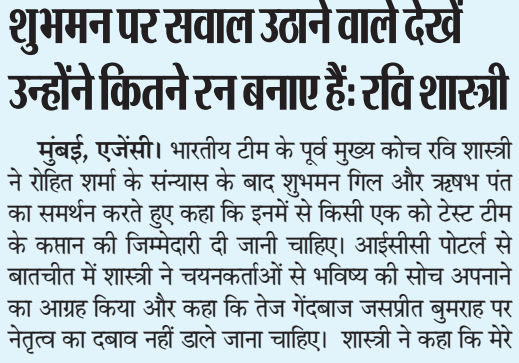 शुभमन पर सवाल उठाने वाले देखें
उन्होंने कितने रन बनाए हैं: रवि शास्त्री
मुंबई, एजेंसी। भारतीय टीम के पूर्व मुख्य कोच रवि शास्त्री
ने रोहित शर्मा के संन्यास के बाद शुभमन गिल और ऋषभ पंत
का समर्थन करते हुए कहा कि इनमें से किसी एक को टेस्ट टीम
के कप्तान की जिम्मेदारी दी जानी चाहिए। आईसीसी पोर्टल से
बातचीत में शास्त्री ने चयनकर्ताओं से भविष्य की सोच अपनाने
का आग्रह किया और कहा कि तेज गेंदबाज जसप्रीत बुमराह पर
नेतृत्व का दबाव नहीं डाले जाना चाहिए। शास्त्री ने कहा कि मेरे